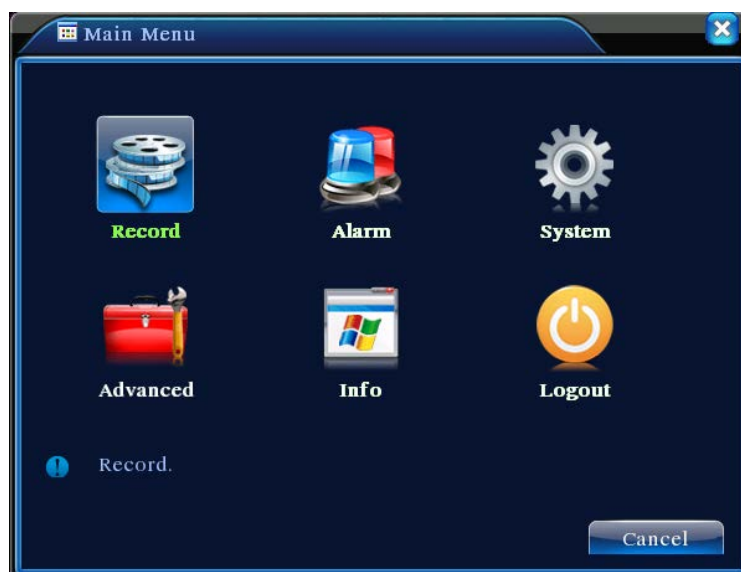 Main Menu
Record Alarm System
Advanced Info Logout
Record.
Cancel